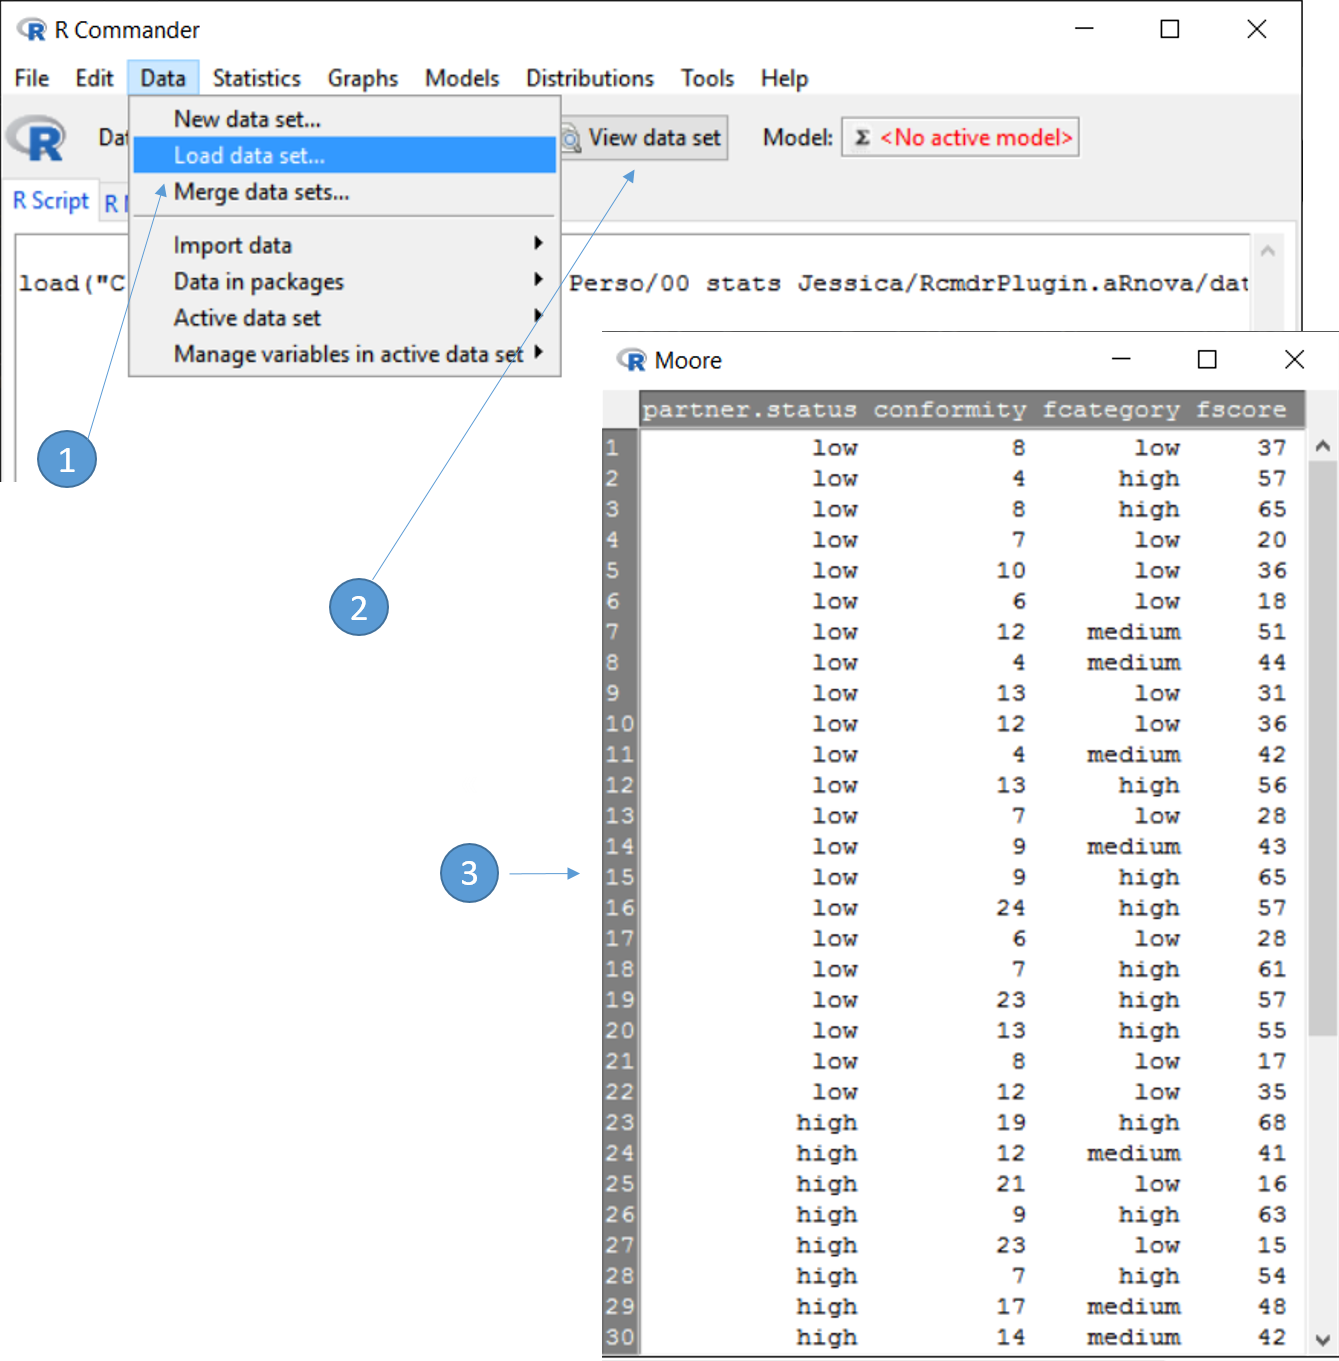 R Commander
File Edit Data Statistics Graphs Models Distributions Tools Help
New data set...
View data set Model: Σ <No active model>
Load data set...
Merge data sets...
R Script
Import data
load("C Perso/00 stats Jessica/RcmdrPlugin.aRnova/dat
Data in packages
Active data set
Manage variables in active data set
1
2
3
Moore
partner.status conformity fcategory fscore
1 low 8 low 37
2 low 4 high 57
3 low 8 high 65
4 low 7 low 20
5 low 10 low 36
6 low 6 low 18
7 low 12 medium 51
8 low 4 medium 44
9 low 13 low 31
10 low 12 low 36
11 low 4 medium 42
12 low 13 high 56
13 low 7 low 28
14 low 9 medium 43
15 low 9 high 65
16 low 24 high 57
17 low 6 low 28
18 low 7 high 61
19 low 23 high 57
20 low 13 high 55
21 low 8 low 17
22 low 12 low 35
23 high 19 high 68
24 high 12 medium 41
25 high 21 low 16
26 high 9 high 63
27 high 23 low 15
28 high 7 high 54
29 high 17 medium 48
30 high 14 medium 42